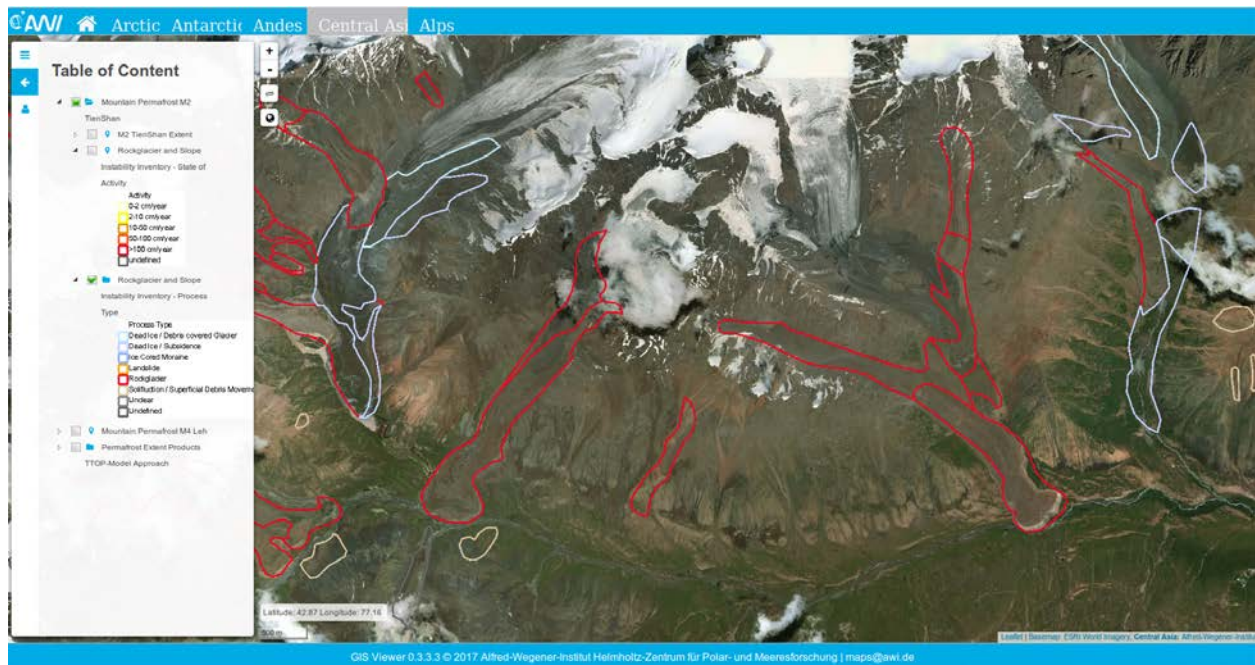 AWI Arctic Antarctic Andes Central Asi Alps
+
-
Table of Content
Mountain Permafrost M2
TienShan
M2 TienShan Extent
Rockglacier and Slope
Instability Inventory - State of
Activity
Activity
0-2 cm/year
2-10 cm/year
10-50 cm/year
50-100 cm/year
>100 cm/year
undefined
Rockglacier and Slope
Instability Inventory - Process
Type
Process Type
Dead Ice / Debris covered Glacier
Dead Ice / Subsidence
Ice Cored Moraine
Landslide
Rockglacier
Solifluction / Superficial Debris Moveme
Unclear
Undefined
Mountain Permafrost M4 Leh
Permafrost Extent Products
TTOP-Model Approach
Latitude: 42.87 Longitude: 77.16
500 m
Leaflet | Basemap: ESRI World Imagery, Central Asia: Alfred-Wegener-Institu
GIS Viewer 0.3.3.3 © 2017 Alfred-Wegener-Institut Helmholtz-Zentrum für Polar- und Meeresforschung | maps@awi.de